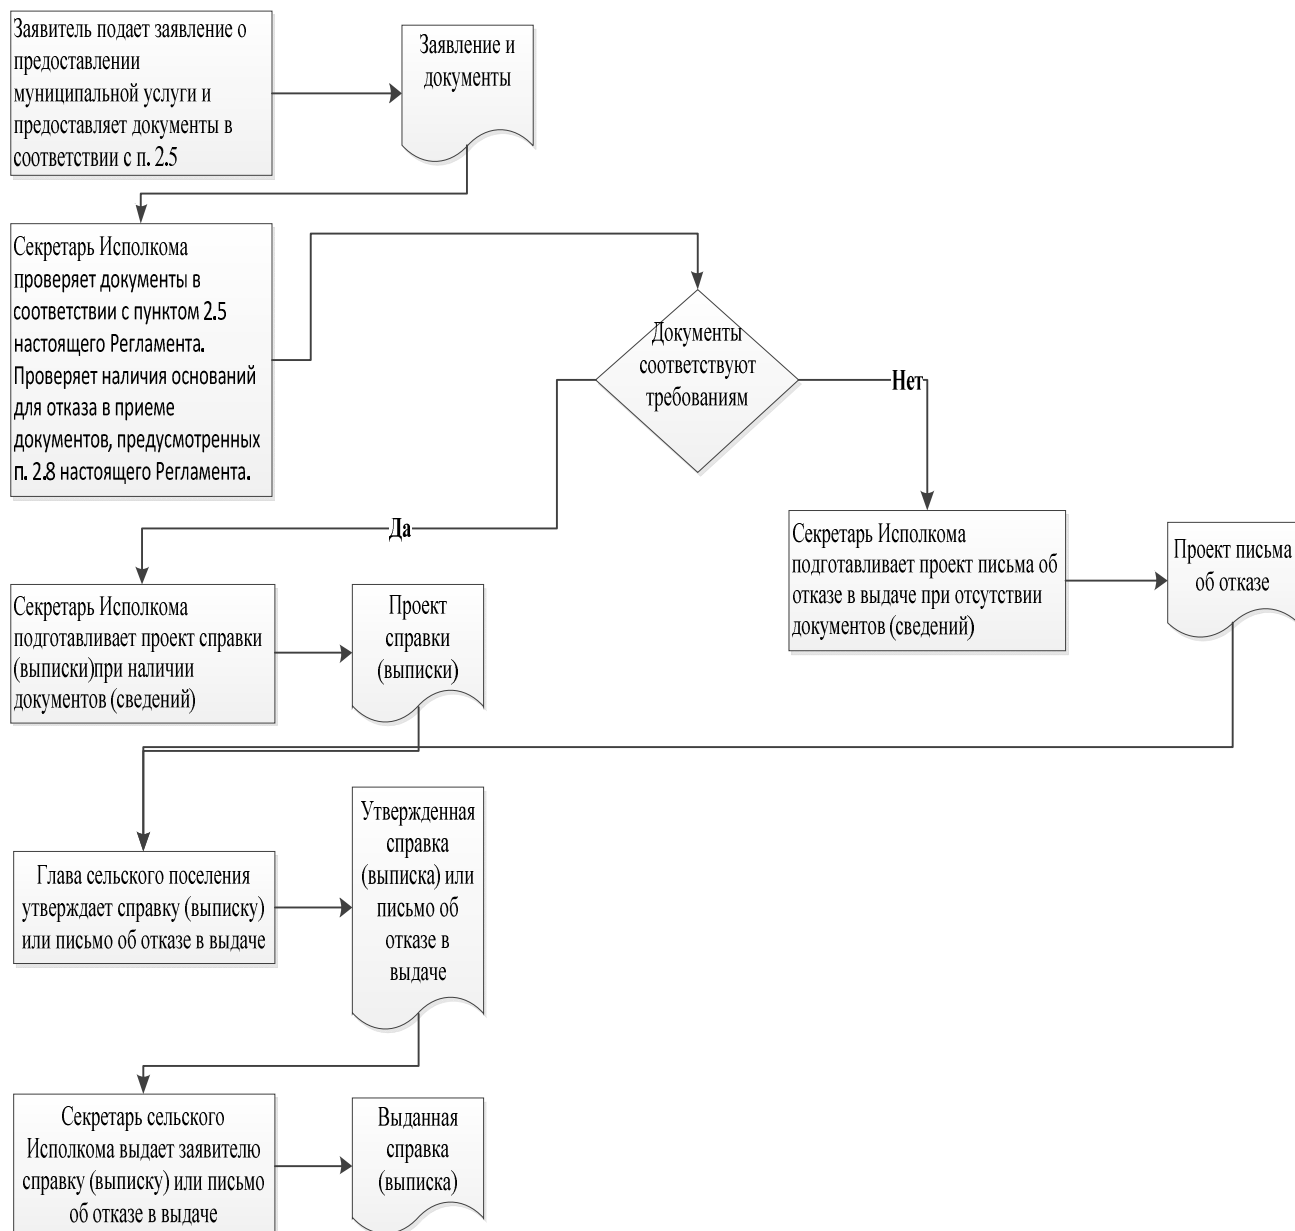 Заявитель подает заявление о
предоставлении
муниципальной услуги и
предоставляет документы в
соответствии с п. 2.5
Заявление и
документы
Секретарь Исполкома
проверяет документы в
соответствии с пунктом 2.5
настоящего Регламента.
Проверяет наличия оснований
для отказа в приеме
документов, предусмотренных
п. 2.8 настоящего Регламента.
Документы
соответствуют
требованиям
Нет
Да
Секретарь Исполкома
подготавливает проект письма об
отказе в выдаче при отсутствии
документов (сведений)
Проект письма
об отказе
Секретарь Исполкома
подготавливает проект справки
(выписки)при наличии
документов (сведений)
Проект
справки
(выписки)
Глава сельского поселения
утверждает справку (выписку)
или письмо об отказе в выдаче
Утвержденная
справка
(выписка) или
письмо об
отказе в
выдаче
Секретарь сельского
Исполкома выдает заявителю
справку (выписку) или письмо
об отказе в выдаче
Выданная
справка
(выписка)